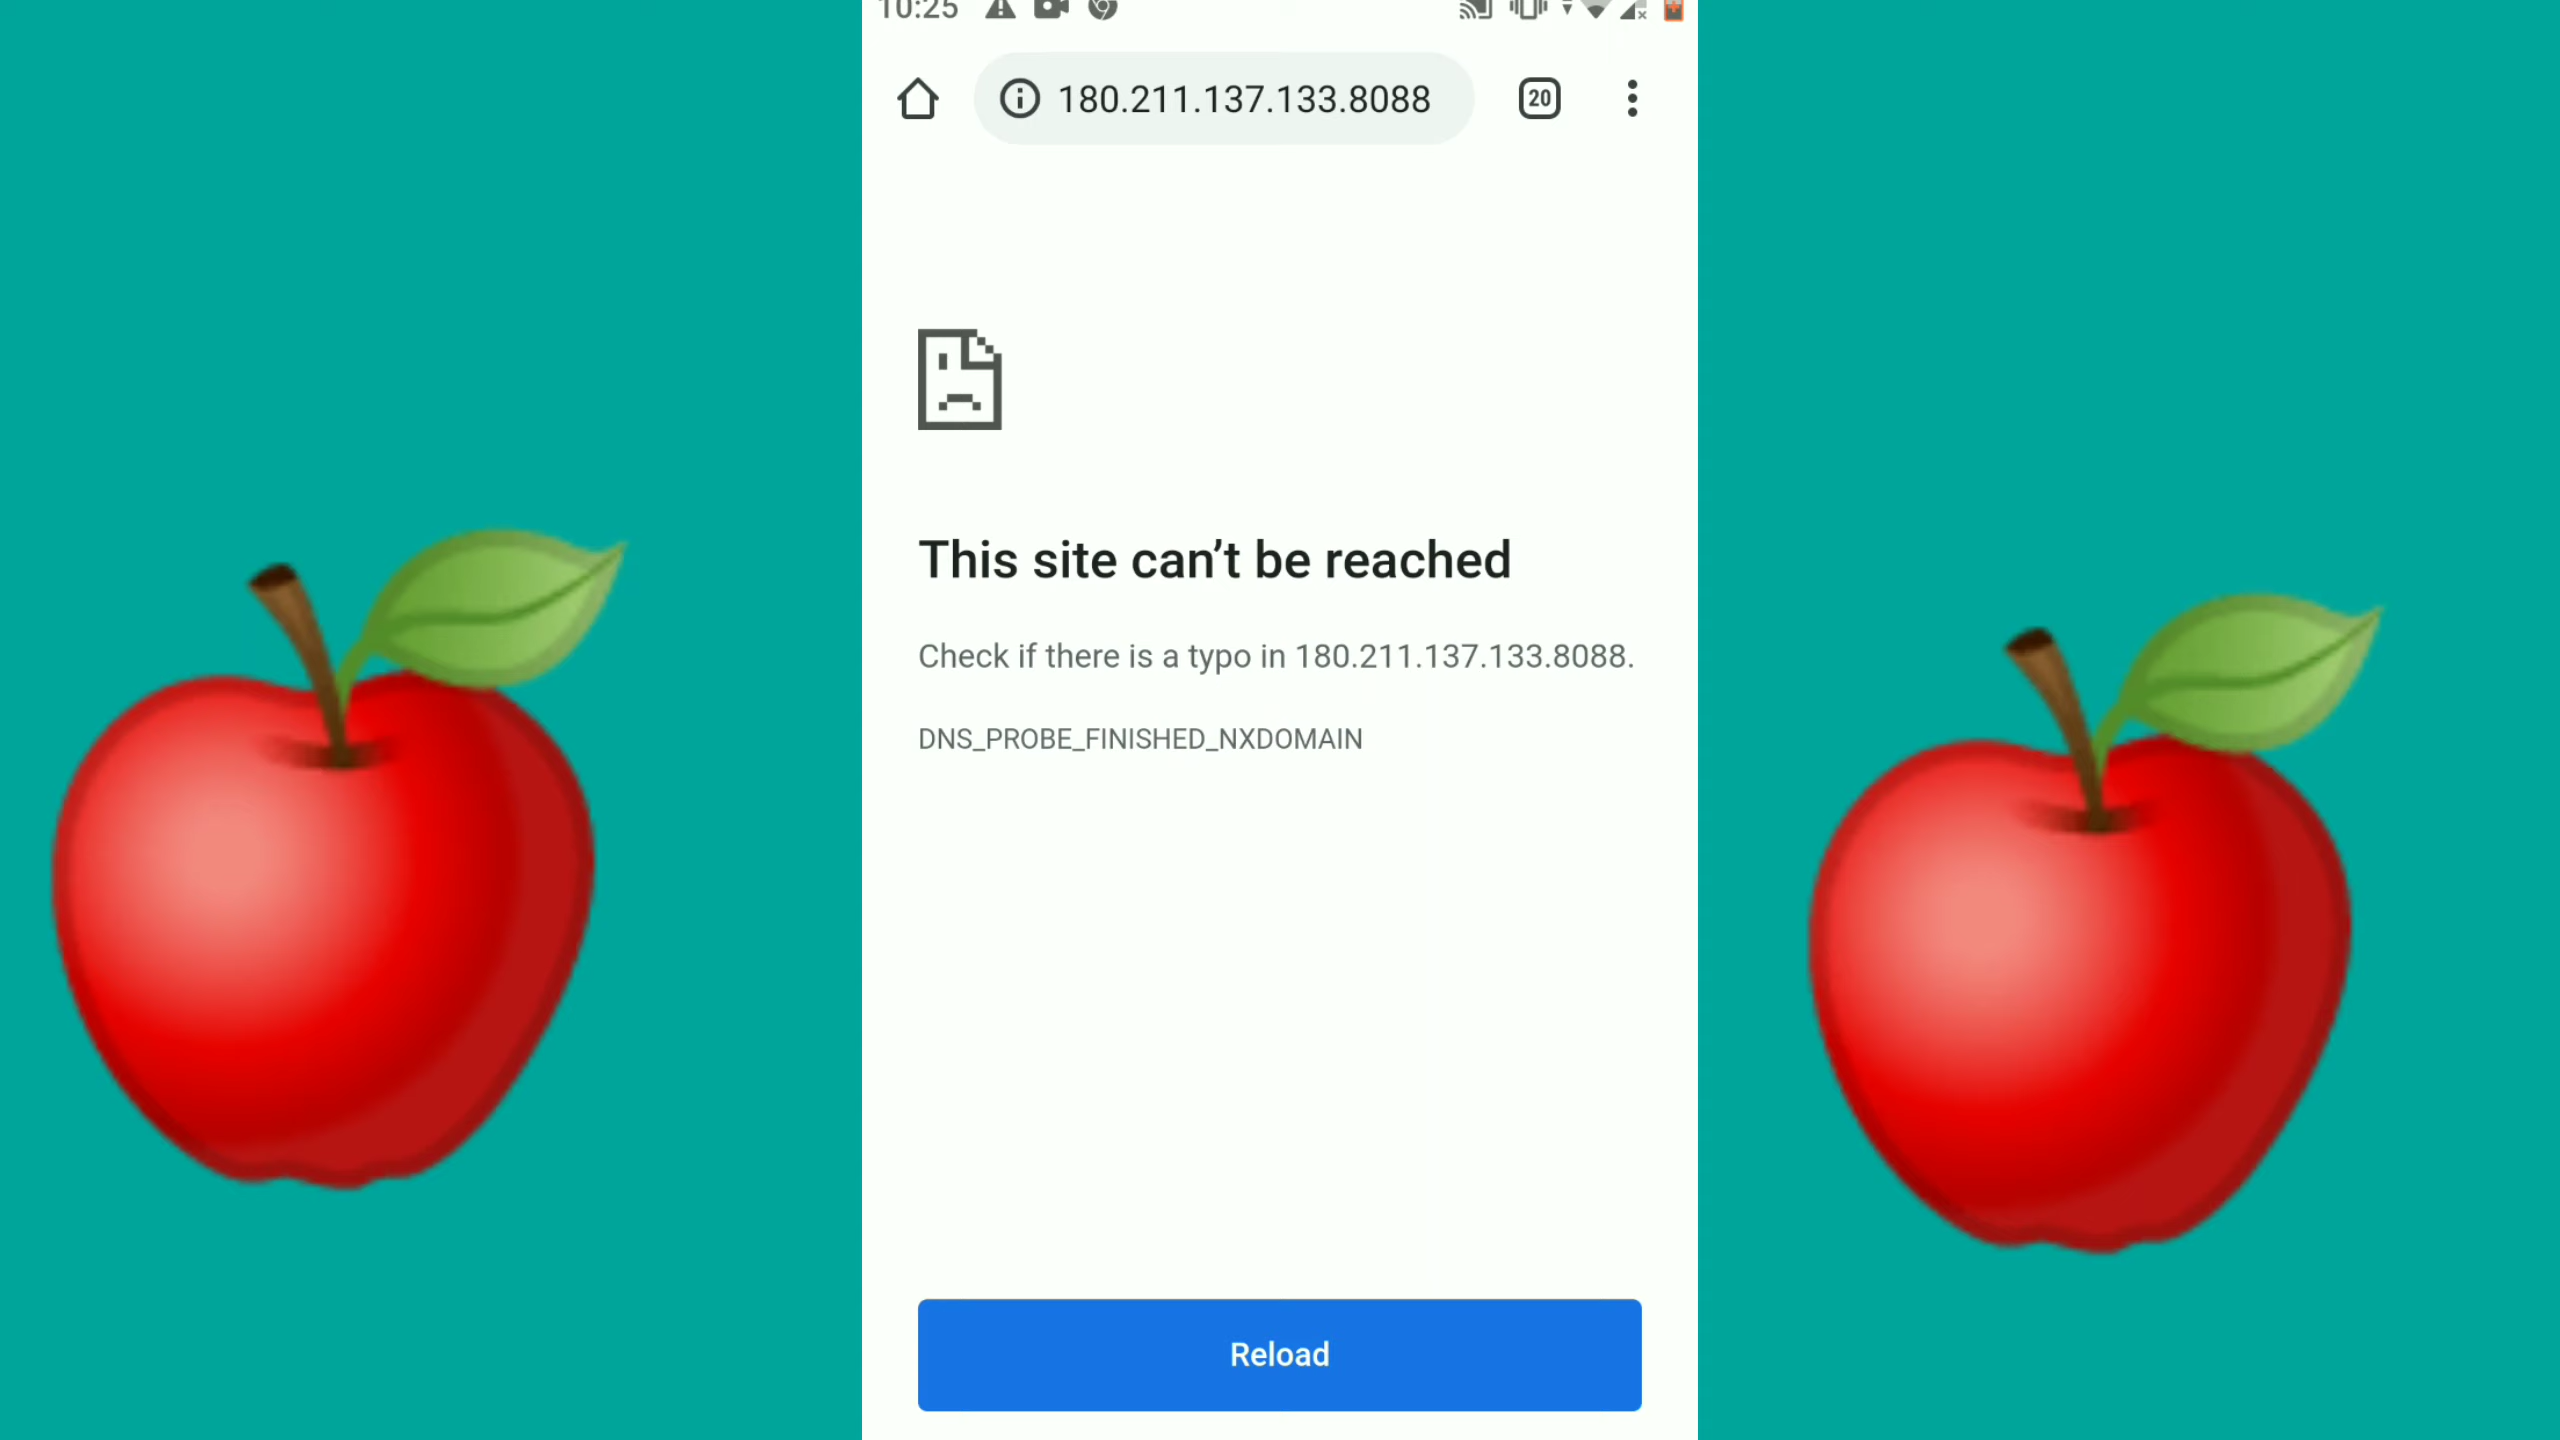 10:25
180.211.137.133.8088
20
This site can’t be reached
Check if there is a typo in 180.211.137.133.8088.
DNS_PROBE_FINISHED_NXDOMAIN
Reload